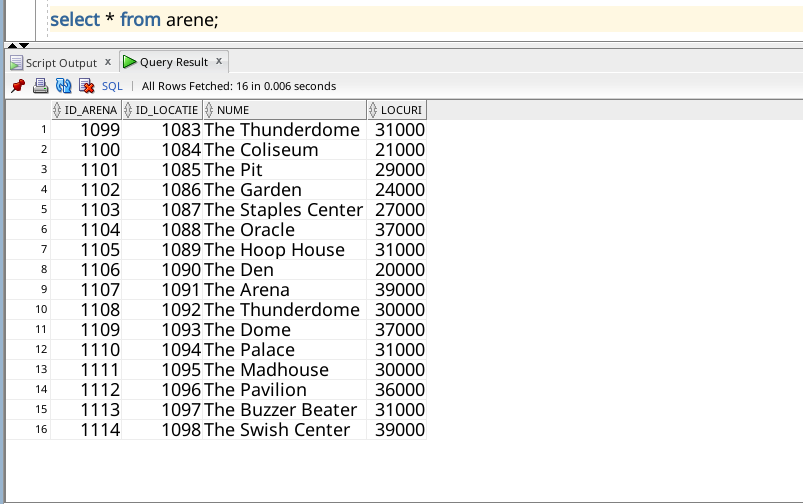 select * from arene;
Script Output x Query Result x
SQL | All Rows Fetched: 16 in 0.006 seconds
ID_ARENA ID_LOCATIE NUME LOCURI
1 1099 1083 The Thunderdome 31000
2 1100 1084 The Coliseum 21000
3 1101 1085 The Pit 29000
4 1102 1086 The Garden 24000
5 1103 1087 The Staples Center 27000
6 1104 1088 The Oracle 37000
7 1105 1089 The Hoop House 31000
8 1106 1090 The Den 20000
9 1107 1091 The Arena 39000
10 1108 1092 The Thunderdome 30000
11 1109 1093 The Dome 37000
12 1110 1094 The Palace 31000
13 1111 1095 The Madhouse 30000
14 1112 1096 The Pavilion 36000
15 1113 1097 The Buzzer Beater 31000
16 1114 1098 The Swish Center 39000